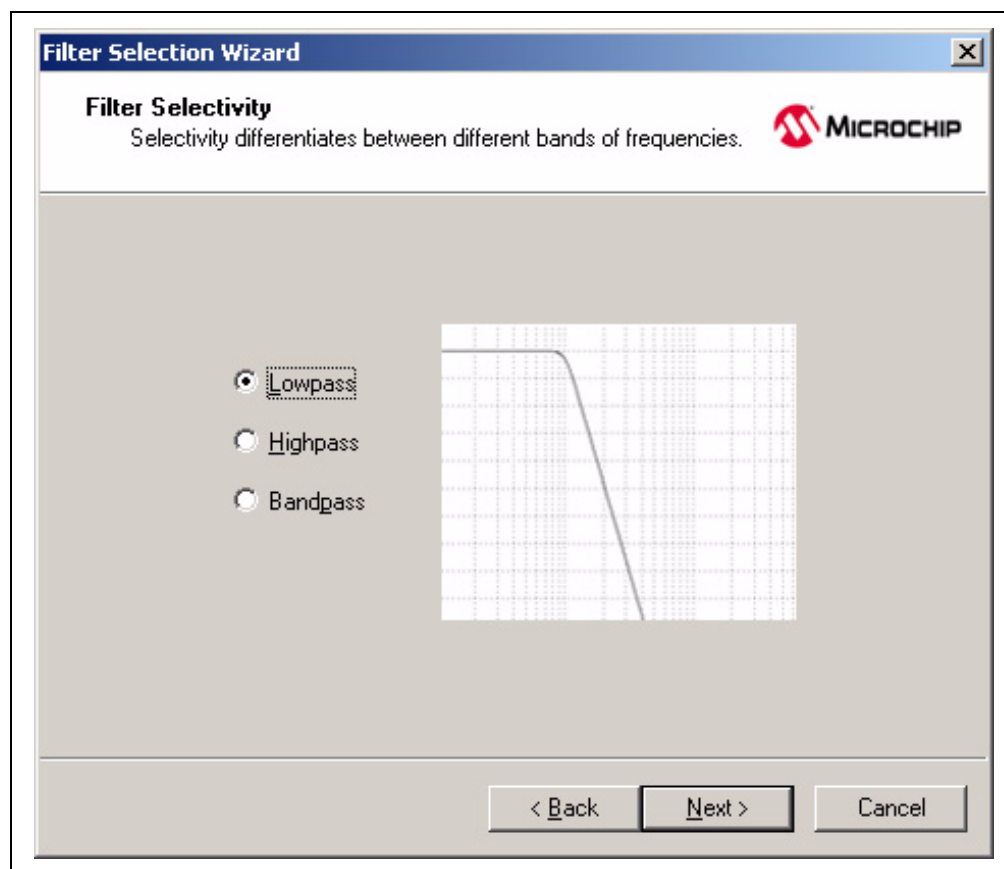 Filter Selection Wizard
Filter Selectivity
Selectivity differentiates between different bands of frequencies.
MICROCHIP
Lowpass
Highpass
Bandpass
< Back
Next >
Cancel